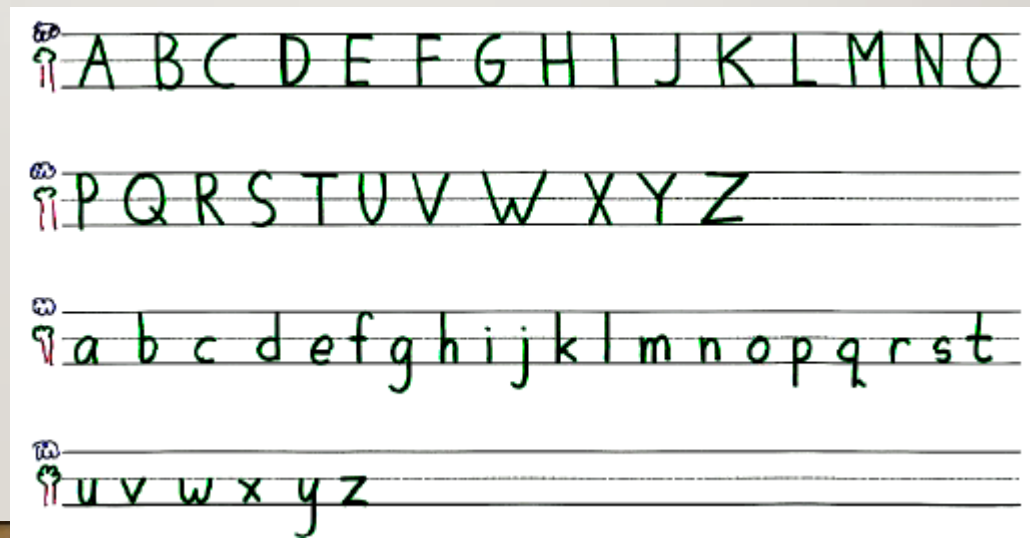 A B C D E F G H I J K L M N O
P Q R S T U V W X Y Z
a b c d e f g h i j k l m n o p q r s t
u v w x y z